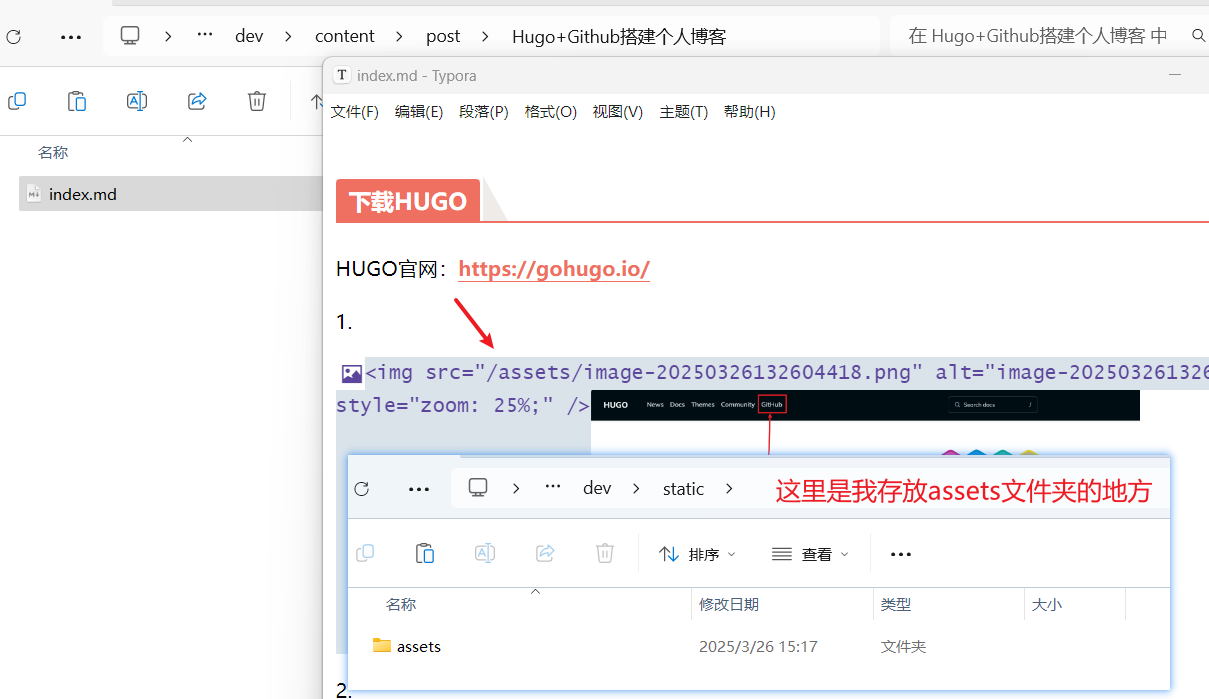 dev content post Hugo+Github搭建个人博客 在 Hugo+Github搭建个人博客 中
T index.md - Typora
文件(F) 编辑(E) 段落(P) 格式(O) 视图(V) 主题(T) 帮助(H)
名称
index.md
下载HUGO
HUGO官网：https://gohugo.io/
1.
<img src="/assets/image-20250326132604418.png" alt="image-202503261326
style="zoom: 25%;" />
HUGO News Docs Themes Community GitHub Search docs /
... dev static 这里是我存放assets文件夹的地方
排序 查看 ...
名称 修改日期 类型 大小
assets 2025/3/26 15:17 文件夹
2.